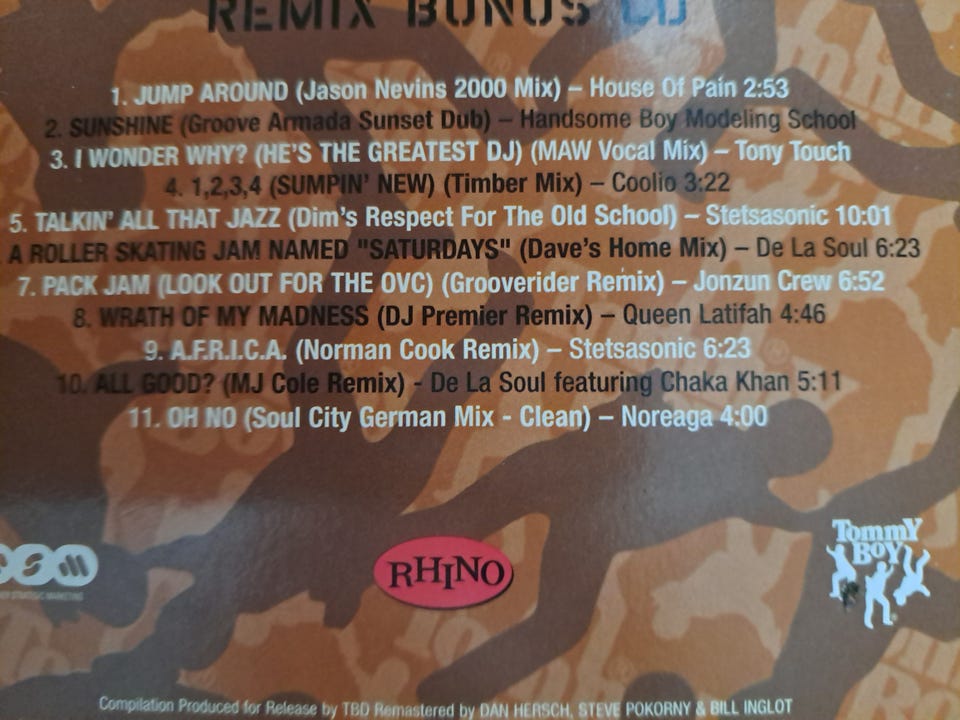 REMIX BONUS CD
1. JUMP AROUND (Jason Nevins 2000 Mix) – House Of Pain 2:53
2. SUNSHINE (Groove Armada Sunset Dub) – Handsome Boy Modeling School
3. I WONDER WHY? (HE'S THE GREATEST DJ) (MAW Vocal Mix) – Tony Touch
4. 1,2,3,4 (SUMPIN' NEW) (Timber Mix) – Coolio 3:22
5. TALKIN' ALL THAT JAZZ (Dim's Respect For The Old School) – Stetsasonic 10:01
A ROLLER SKATING JAM NAMED "SATURDAYS" (Dave's Home Mix) – De La Soul 6:23
7. PACK JAM (LOOK OUT FOR THE OVC) (Grooverider Remix) – Jonzun Crew 6:52
8. WRATH OF MY MADNESS (DJ Premier Remix) – Queen Latifah 4:46
9. A.F.R.I.C.A. (Norman Cook Remix) – Stetsasonic 6:23
10. ALL GOOD? (MJ Cole Remix) - De La Soul featuring Chaka Khan 5:11
11. OH NO (Soul City German Mix - Clean) – Noreaga 4:00
STRATEGIC MARKETING
RHINO
Tommy
BOY
Compilation Produced for Release by TBD Remastered by DAN HERSCH, STEVE POKORNY & BILL INGLOT